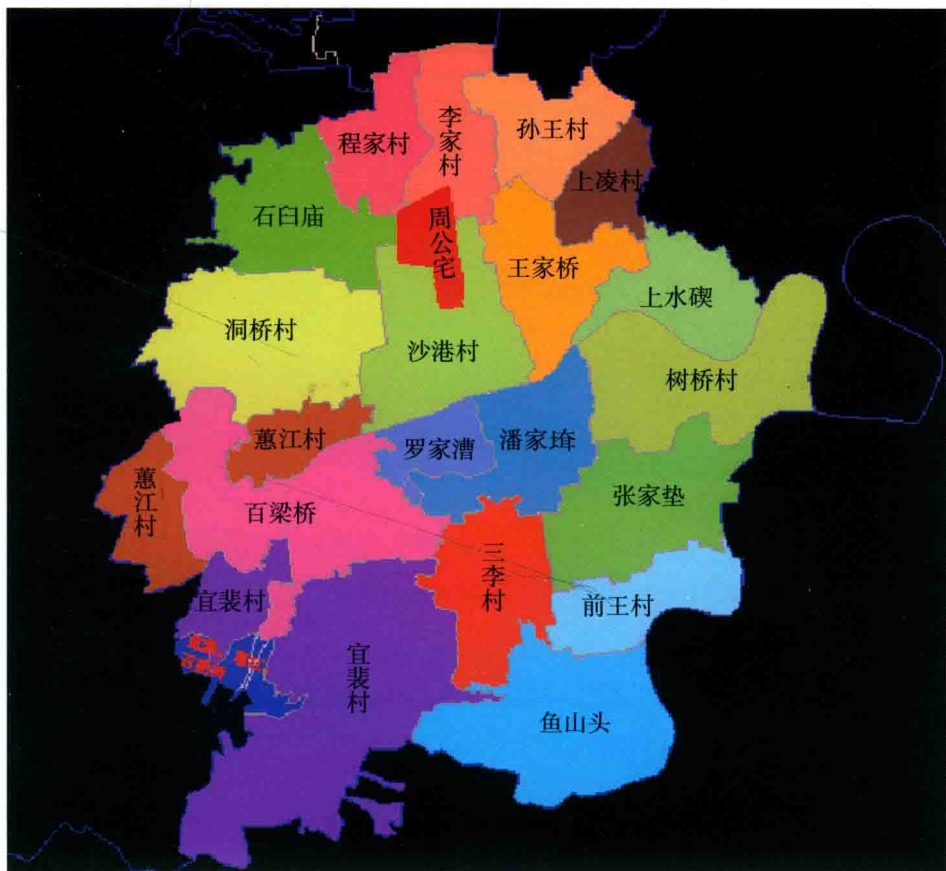 程家村
李家村
孙王村
上凌村
石臼庙
周公宅
王家桥
上水碶
洞桥村
沙港村
树桥村
蕙江村
罗家漕
潘家垳
蕙江村
百梁桥
张家垫
三李村
宜裴村
前王村
宜裴村
鱼山头